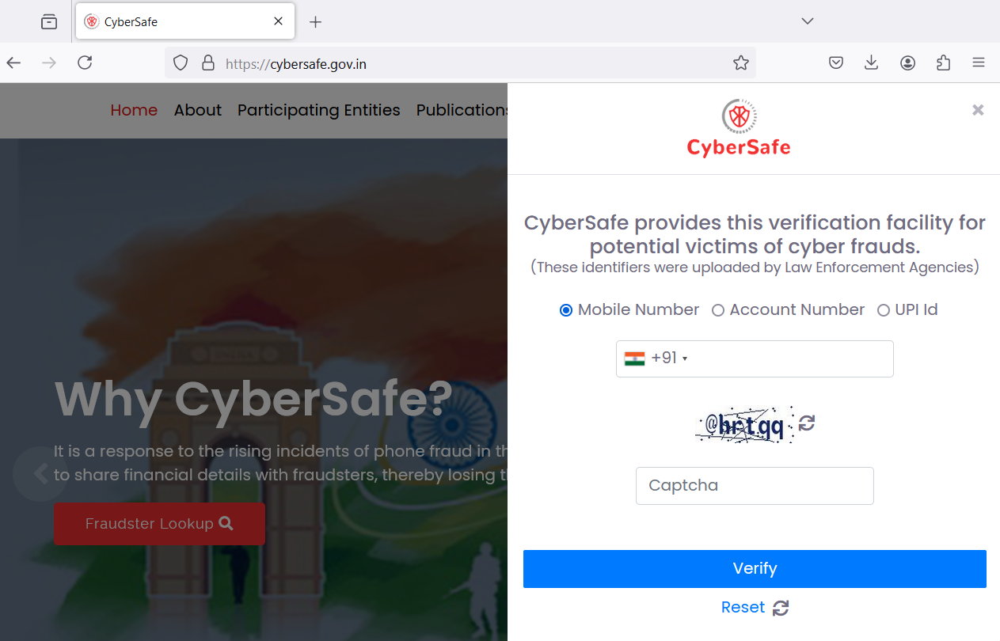 CyberSafe
https://cybersafe.gov.in
Home About Participating Entities Publications
CyberSafe
CyberSafe provides this verification facility for
potential victims of cyber frauds.
(These identifiers were uploaded by Law Enforcement Agencies)
Mobile Number Account Number UPI Id
+91
@hrtqq
Captcha
Verify
Reset
Why CyberSafe?
It is a response to the rising incidents of phone fraud in th
to share financial details with fraudsters, thereby losing th
Fraudster Lookup